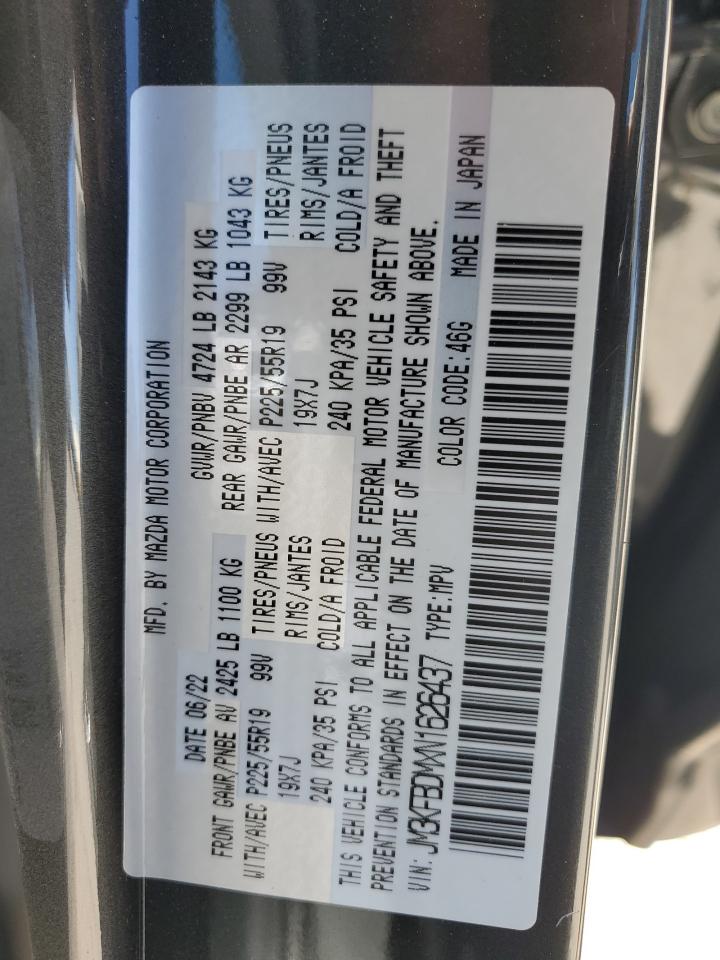 MFD. BY MAZDA MOTOR CORPORATION
DATE 06/22 GVWR/PNBV 4724 LB 2143 KG
FRONT GAWR/PNBE AV 2425 LB 1100 KG REAR GAWR/PNBE AR 2299 LB 1043 KG
WITH/AVEC P225/55R19 99V TIRES/PNEUS WITH/AVEC P225/55R19 99V TIRES/PNEUS
19X7J RIMS/JANTES 19X7J RIMS/JANTES
240 KPA/35 PSI COLD/A FROID 240 KPA/35 PSI COLD/A FROID
THIS VEHICLE CONFORMS TO ALL APPLICABLE FEDERAL MOTOR VEHICLE SAFETY AND THEFT
PREVENTION STANDARDS IN EFFECT ON THE DATE OF MANUFACTURE SHOWN ABOVE.
VIN: JM3KFBDMXN1626437 TYPE:MPV COLOR CODE:46G MADE IN JAPAN